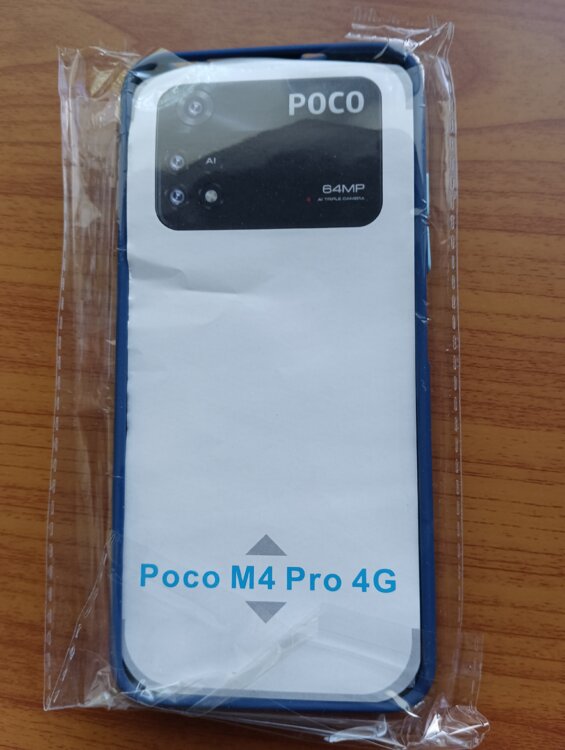 POCO
AI
64MP
AI TRIPLE CAMERA
Poco M4 Pro 4G